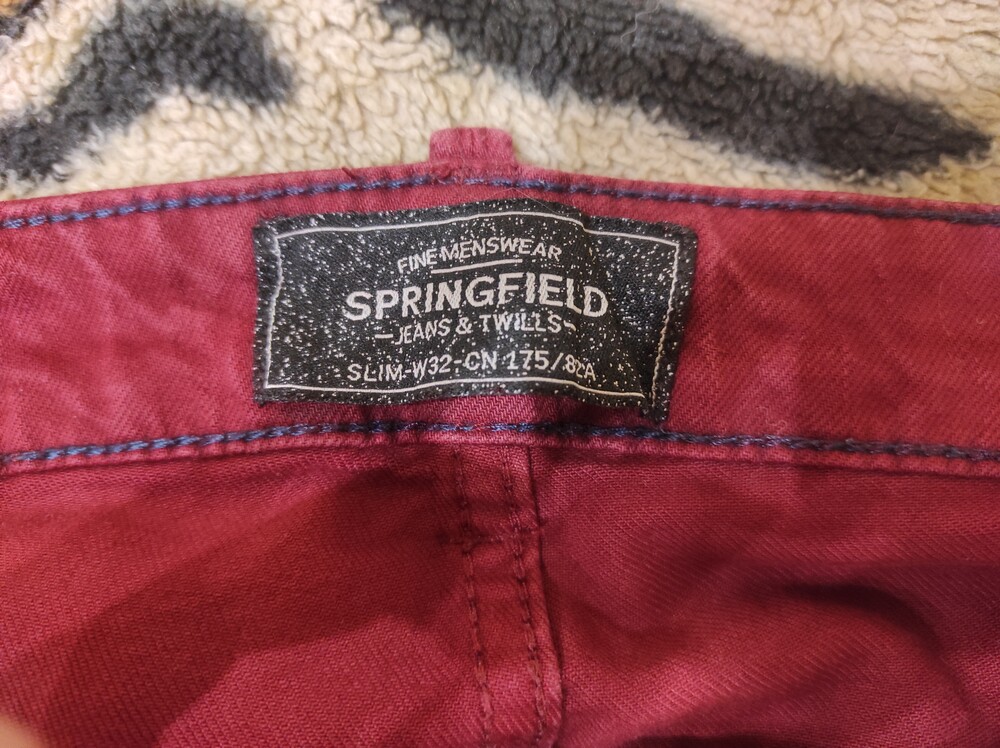 FINE MENSWEAR
SPRINGFIELD
-JEANS & TWILLS-
SLIM-W32-CN 175/82A